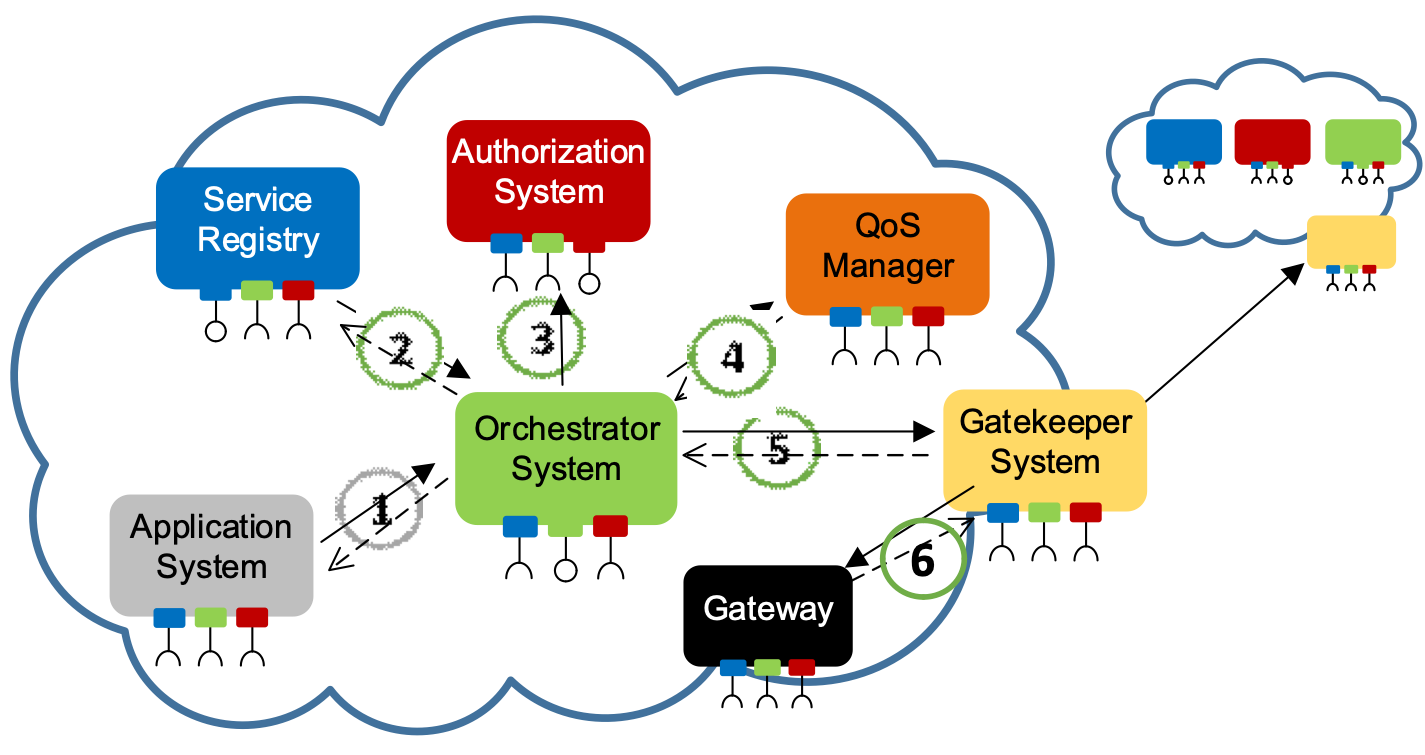 Authorization
System
Service
Registry
QoS
Manager
2
3
4
Orchestrator
System
5
Gatekeeper
System
1
Application
System
6
Gateway